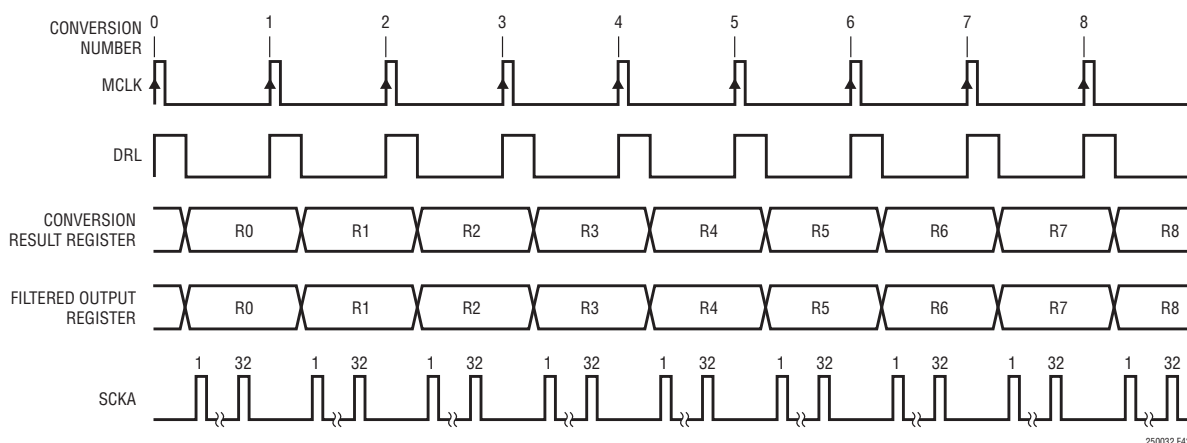 CONVERSION NUMBER
0 1 2 3 4 5 6 7 8
MCLK
DRL
CONVERSION RESULT REGISTER
R0 R1 R2 R3 R4 R5 R6 R7 R8
FILTERED OUTPUT REGISTER
R0 R1 R2 R3 R4 R5 R6 R7 R8
1 32 1 32 1 32 1 32 1 32 1 32 1 32 1 32 1 32
SCKA